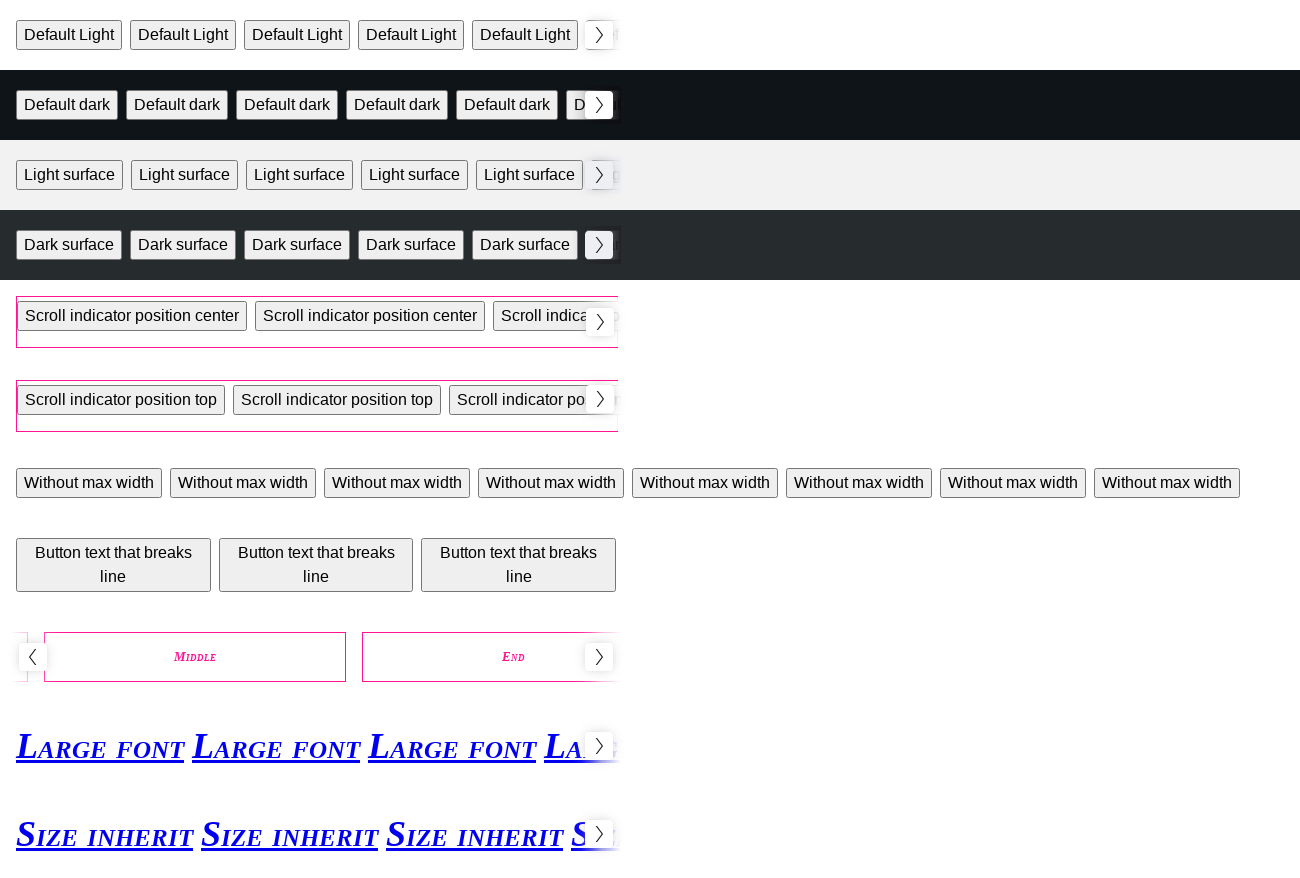 Default Light Default Light Default Light Default Light Default Light
Default dark Default dark Default dark Default dark Default dark
Light surface Light surface Light surface Light surface Light surface
Dark surface Dark surface Dark surface Dark surface Dark surface
Scroll indicator position center Scroll indicator position center Scroll
Scroll indicator position top Scroll indicator position top Scroll indicator
Without max width Without max width Without max width Without max width Without max width Without max width Without max width Without max width
Button text that breaks line Button text that breaks line Button text that breaks line
Middle End
Large font Large font Large font
Size inherit Size inherit Size inherit